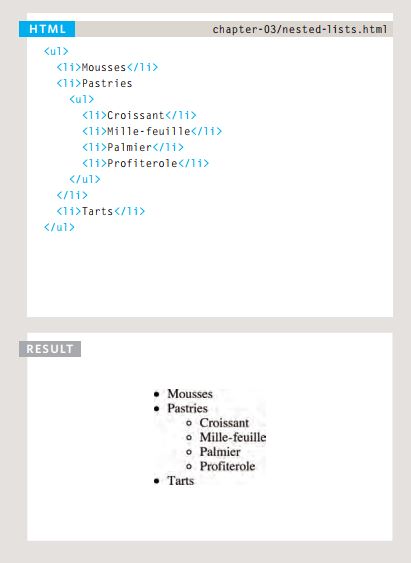 HTML
chapter-03/nested-lists.html
<ul>
<li>Mousses</li>
<li>Pastries
<ul>
<li>Croissant</li>
<li>Mille-feuille</li>
<li>Palmier</li>
<li>Profiterole</li>
</ul>
</li>
<li>Tarts</li>
</ul>
RESULT
• Mousses
• Pastries
◦ Croissant
◦ Mille-feuille
◦ Palmier
◦ Profiterole
• Tarts